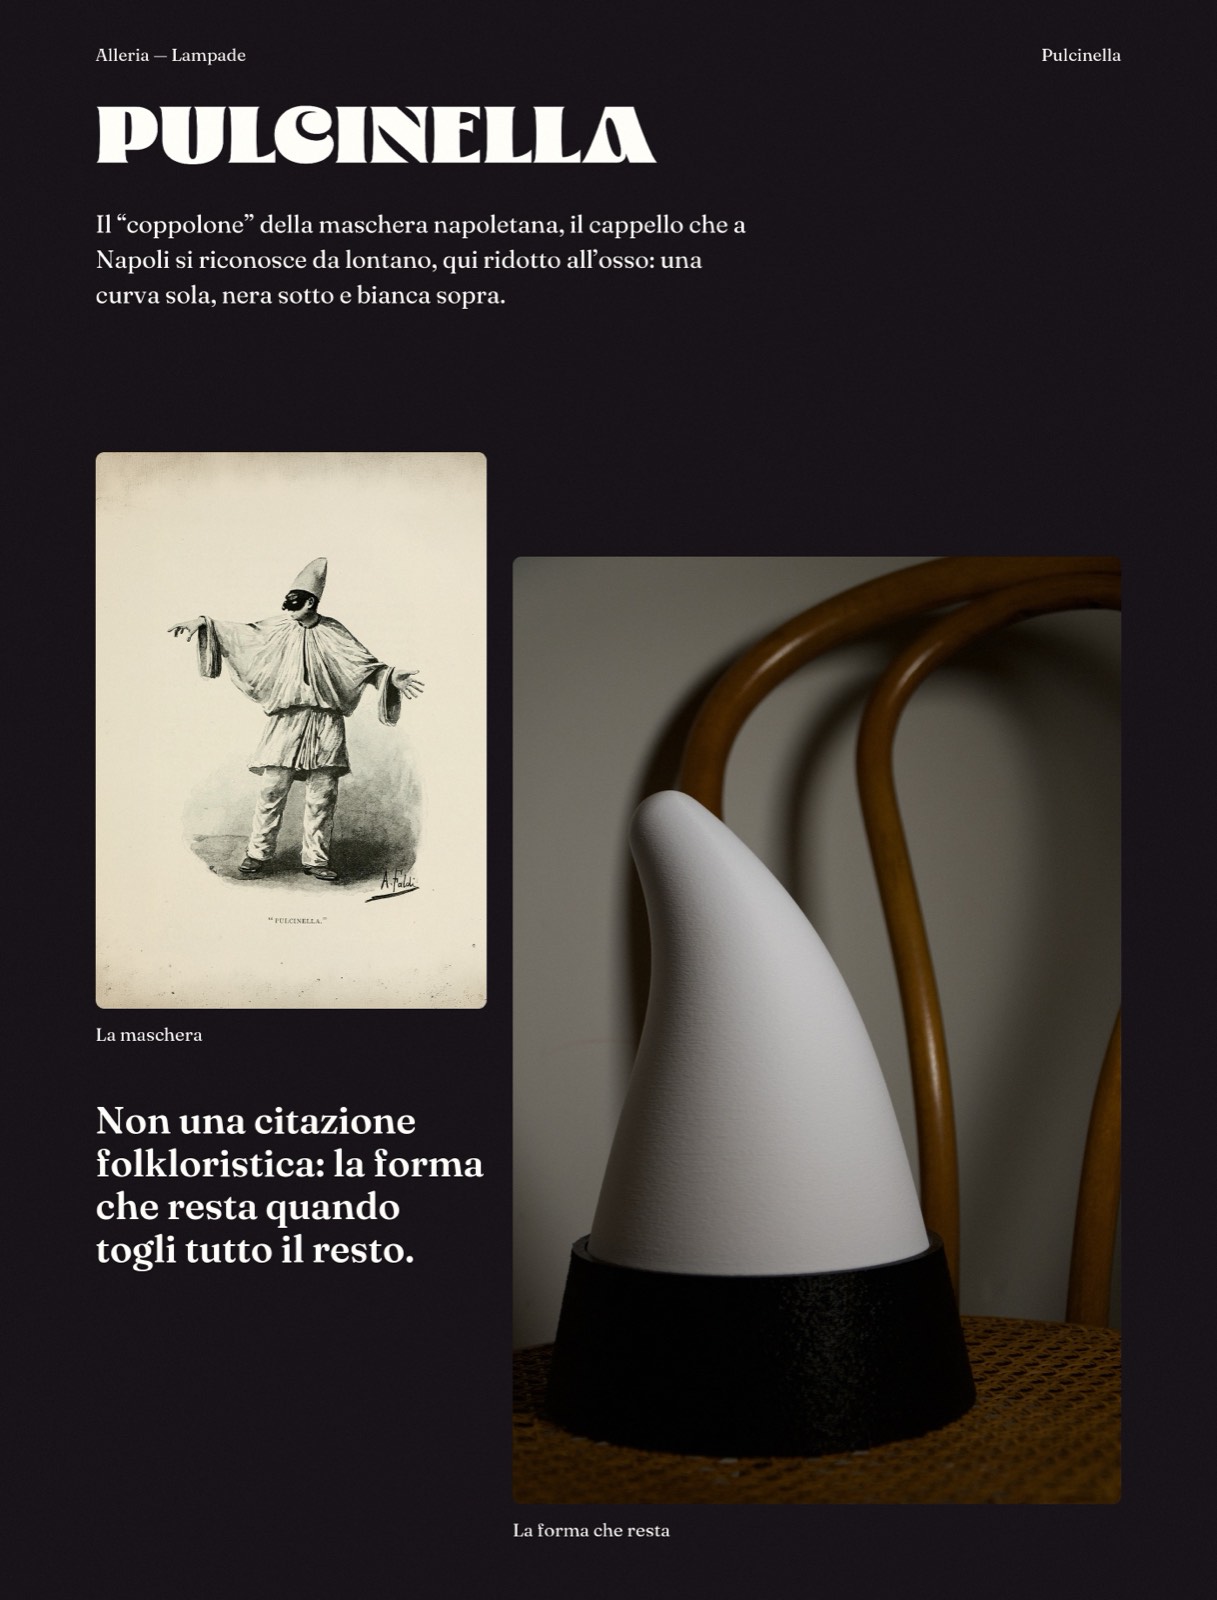 Alleria — Lampade
Pulcinella
PULCINELLA
Il “coppolone” della maschera napoletana, il cappello che a
Napoli si riconosce da lontano, qui ridotto all’osso: una
curva sola, nera sotto e bianca sopra.
A. Faldi
“PULCINELLA.”
La maschera
Non una citazione
folkloristica: la forma
che resta quando
togli tutto il resto.
La forma che resta